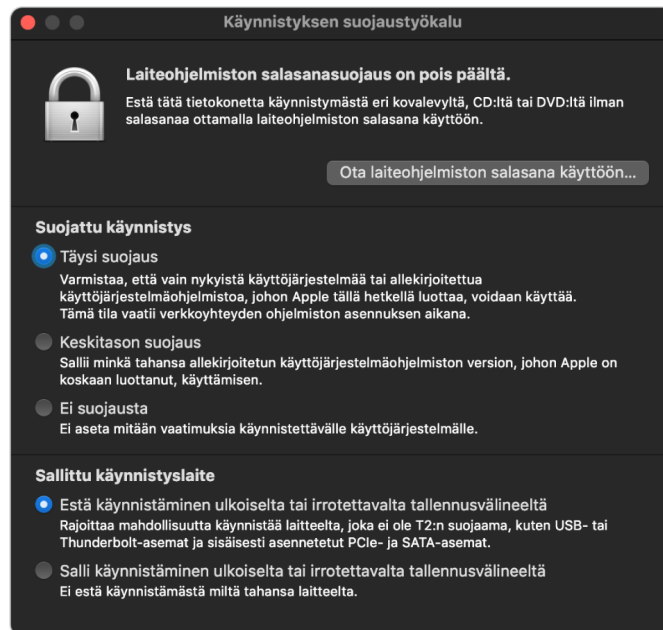 Käynnistyksen suojaustyökalu
Laiteohjelmiston salasanasuojaus on pois päältä.
Estä tätä tietokonetta käynnistymästä eri kovalevyltä, CD:ltä tai DVD:ltä ilman
salasanaa ottamalla laiteohjelmiston salasana käyttöön.
Ota laiteohjelmiston salasana käyttöön...
Suojattu käynnistys
Täysi suojaus
Varmistaa, että vain nykyistä käyttöjärjestelmää tai allekirjoitettua
käyttöjärjestelmäohjelmistoa, johon Apple tällä hetkellä luottaa, voidaan käyttää.
Tämä tila vaatii verkkoyhteyden ohjelmiston asennuksen aikana.
Keskitason suojaus
Sallii minkä tahansa allekirjoitetun käyttöjärjestelmäohjelmiston version, johon Apple on
koskaan luottanut, käyttämisen.
Ei suojausta
Ei aseta mitään vaatimuksia käynnistettävälle käyttöjärjestelmälle.
Sallittu käynnistyslaite
Estä käynnistäminen ulkoiselta tai irrotettavalta tallennusvälineeltä
Rajoittaa mahdollisuutta käynnistää laitteelta, joka ei ole T2:n suojaama, kuten USB- tai
Thunderbolt-asemat ja sisäisesti asennetetut PCIe- ja SATA-asemat.
Salli käynnistäminen ulkoiselta tai irrotettavalta tallennusvälineeltä
Ei estä käynnistämästä miltä tahansa laitteelta.